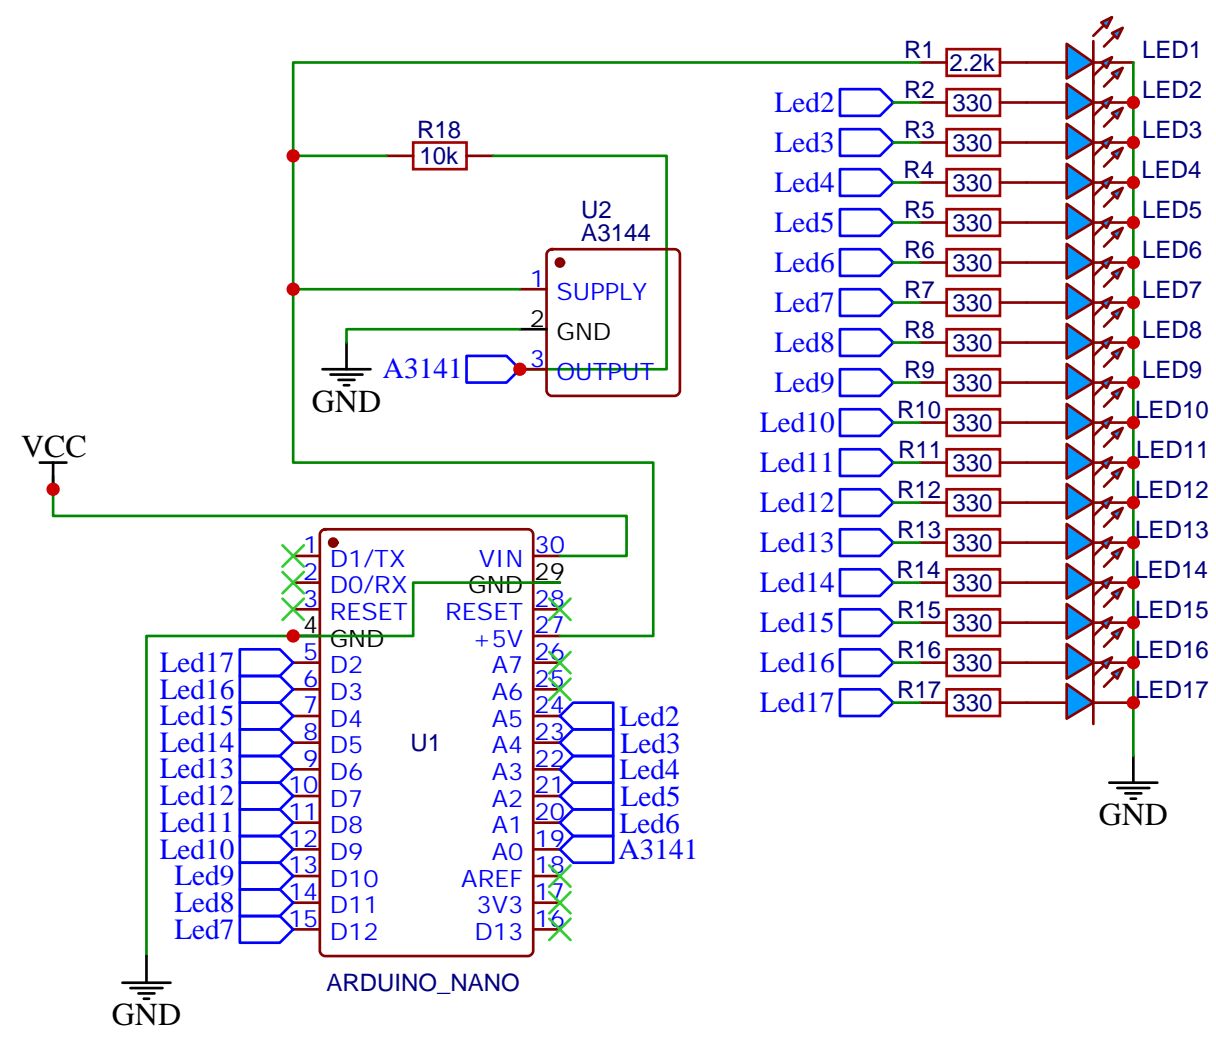 R1 2.2k LED1
Led2 R2 330 LED2
Led3 R3 330 LED3
Led4 R4 330 LED4
Led5 R5 330 LED5
Led6 R6 330 LED6
Led7 R7 330 LED7
Led8 R8 330 LED8
Led9 R9 330 LED9
Led10 R10 330 LED10
Led11 R11 330 LED11
Led12 R12 330 LED12
Led13 R13 330 LED13
Led14 R14 330 LED14
Led15 R15 330 LED15
Led16 R16 330 LED16
Led17 R17 330 LED17
GND
R18
10k
U2
A3144
1 SUPPLY
2 GND
A3141 3 OUTPUT
GND
VCC
1 D1/TX VIN 30
2 D0/RX GND 29
3 RESET RESET 28
4 GND +5V 27
Led17 5 D2 A7 26
Led16 6 D3 A6 25
Led15 7 D4 A5 24 Led2
Led14 8 D5 U1 A4 23 Led3
Led13 9 D6 A3 22 Led4
Led12 10 D7 A2 21 Led5
Led11 11 D8 A1 20 Led6
Led10 12 D9 A0 19 A3141
Led9 13 D10 AREF 18
Led8 14 D11 3V3 17
Led7 15 D12 D13 16
ARDUINO_NANO
GND